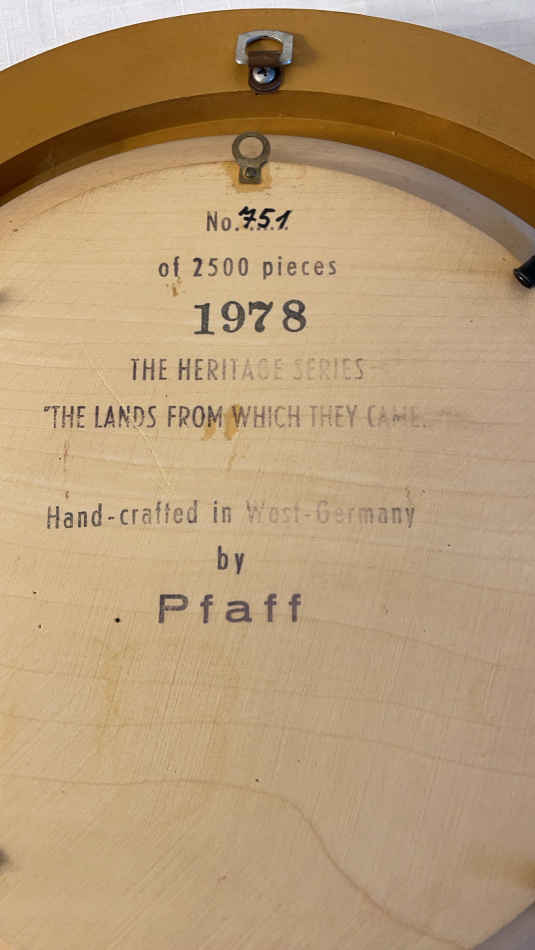 No. 751
of 2500 pieces
1978
THE HERITAGE SERIES
"THE LANDS FROM WHICH THEY CAME.
Hand-crafted in West-Germany
by
Pfaff